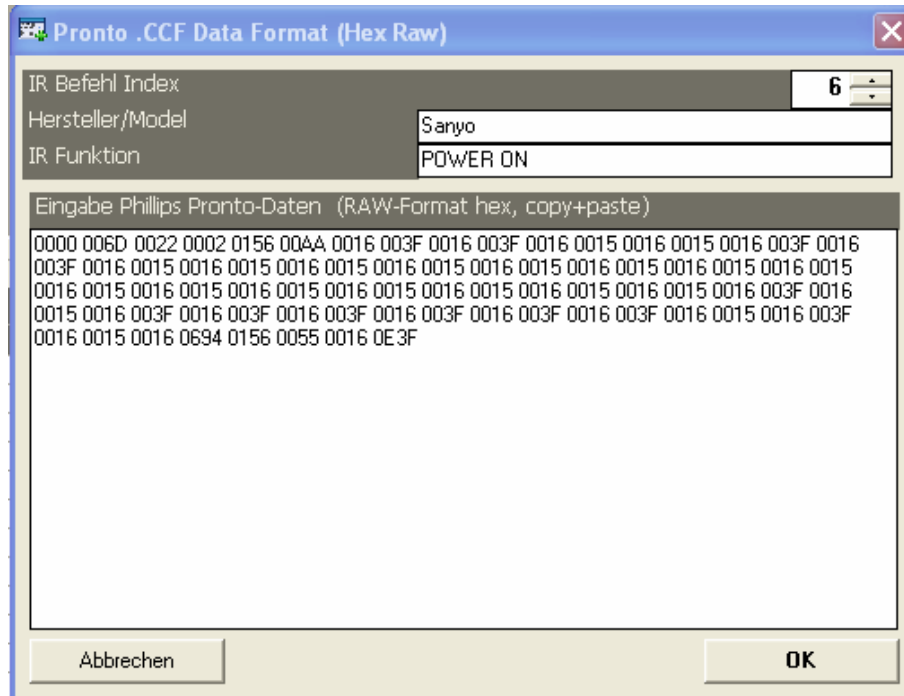 Pronto .CCF Data Format (Hex Raw)
IR Befehl Index 6
Hersteller/Model Sanyo
IR Funktion POWER ON
Eingabe Phillips Pronto-Daten (RAW-Format hex, copy+paste)
0000 006D 0022 0002 0156 00AA 0016 003F 0016 003F 0016 0015 0016 0015 0016 003F 0016
003F 0016 0015 0016 0015 0016 0015 0016 0015 0016 0015 0016 0015 0016 0015 0016 0015
0016 0015 0016 0015 0016 0015 0016 0015 0016 0015 0016 0015 0016 0015 0016 003F 0016
0015 0016 003F 0016 003F 0016 003F 0016 003F 0016 003F 0016 003F 0016 0015 0016 003F
0016 0015 0016 0694 0156 0055 0016 0E3F
Abbrechen OK